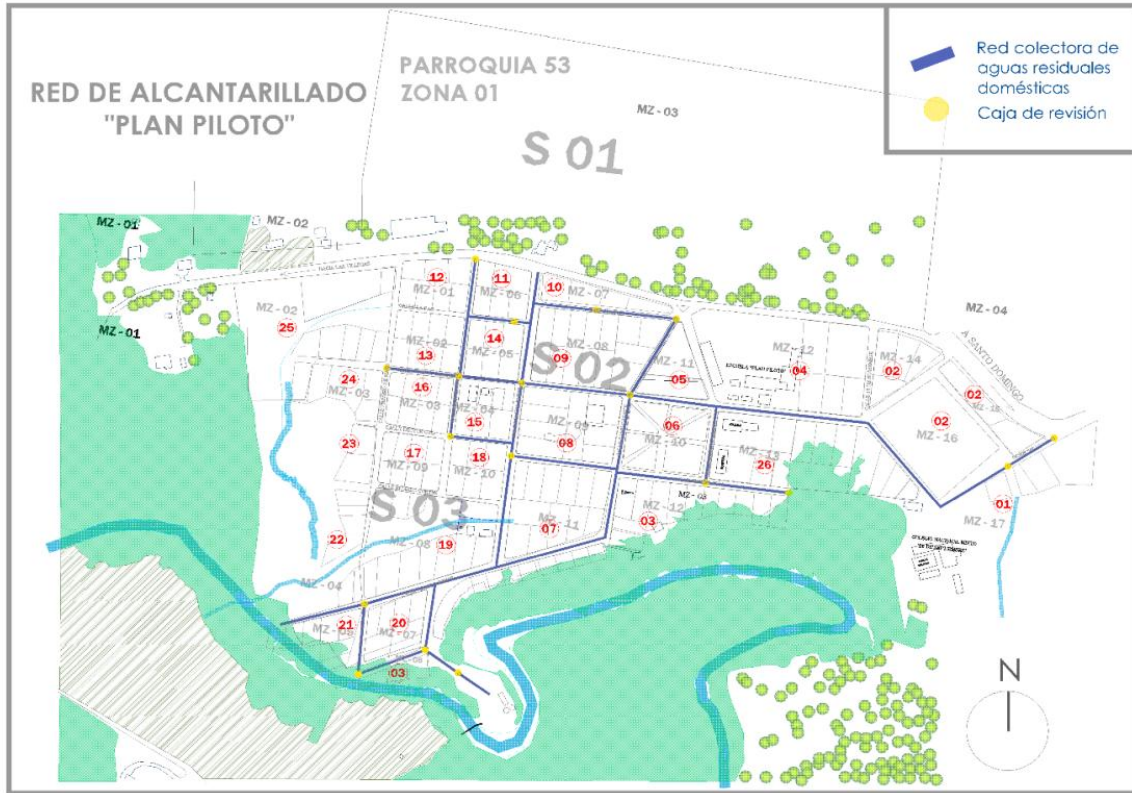 RED DE ALCANTARILLADO
"PLAN PILOTO"
PARROQUIA 53
ZONA 01
Red colectora de
aguas residuales
domésticas
Caja de revisión
MZ - 03
S 01
MZ - 01
MZ - 02
MZ - 04
A SANTO DOMINGO
12
MZ - 01
11
MZ - 06
10
MZ - 07
MZ - 02
25
MZ - 01
14
MZ - 05
S 02
MZ - 08
09
MZ - 11
05
MZ - 12
ESCUELA "PLAN PILOTO"
04
MZ - 14
02
MZ - 02
13
24
MZ - 03
16
MZ - 03
MZ - 04
15
02
02
MZ - 16
23
17
MZ - 09
18
MZ - 10
MZ - 09
08
06
MZ - 10
MZ - 13
26
S 03
MZ - 11
07
MZ - 12
03
01
MZ - 17
22
MZ - 08
19
MZ - 04
21
20
MZ - 07
03
N